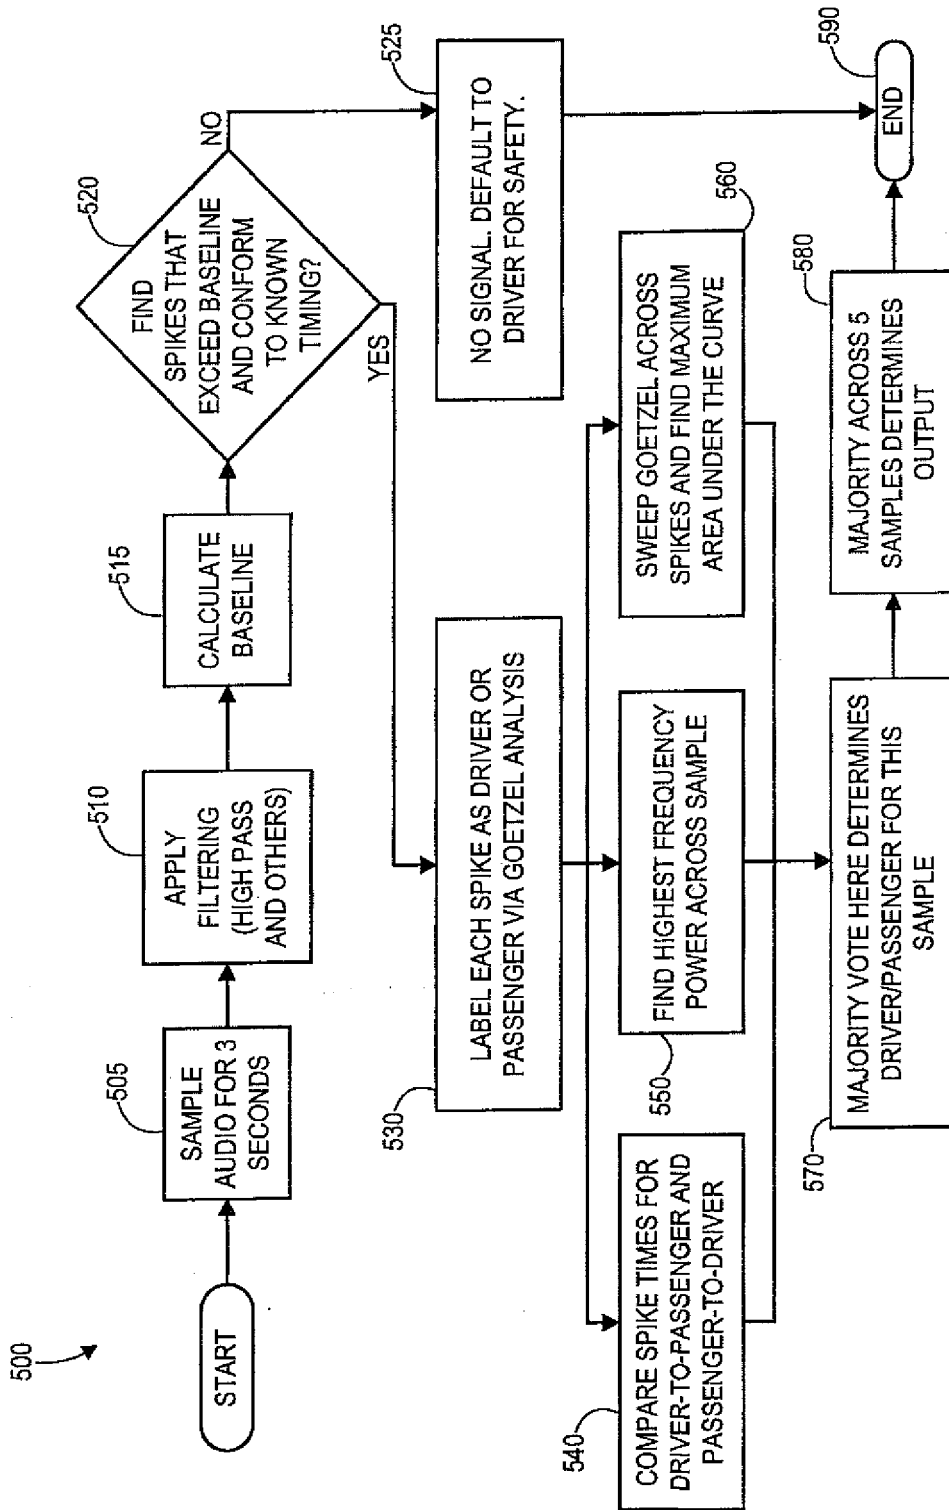 500
START
505
SAMPLE
AUDIO FOR 3
SECONDS
510
APPLY
FILTERING
(HIGH PASS
AND OTHERS)
515
CALCULATE
BASELINE
520
FIND
SPIKES THAT
EXCEED BASELINE
AND CONFORM
TO KNOWN
TIMING?
NO
YES
525
NO SIGNAL. DEFAULT TO
DRIVER FOR SAFETY.
530
LABEL EACH SPIKE AS DRIVER OR
PASSENGER VIA GOETZEL ANALYSIS
540
COMPARE SPIKE TIMES FOR
DRIVER-TO-PASSENGER AND
PASSENGER-TO-DRIVER
550
FIND HIGHEST FREQUENCY
POWER ACROSS SAMPLE
560
SWEEP GOETZEL ACROSS
SPIKES AND FIND MAXIMUM
AREA UNDER THE CURVE
570
MAJORITY VOTE HERE DETERMINES
DRIVER/PASSENGER FOR THIS
SAMPLE
580
MAJORITY ACROSS 5
SAMPLES DETERMINES
OUTPUT
590
END